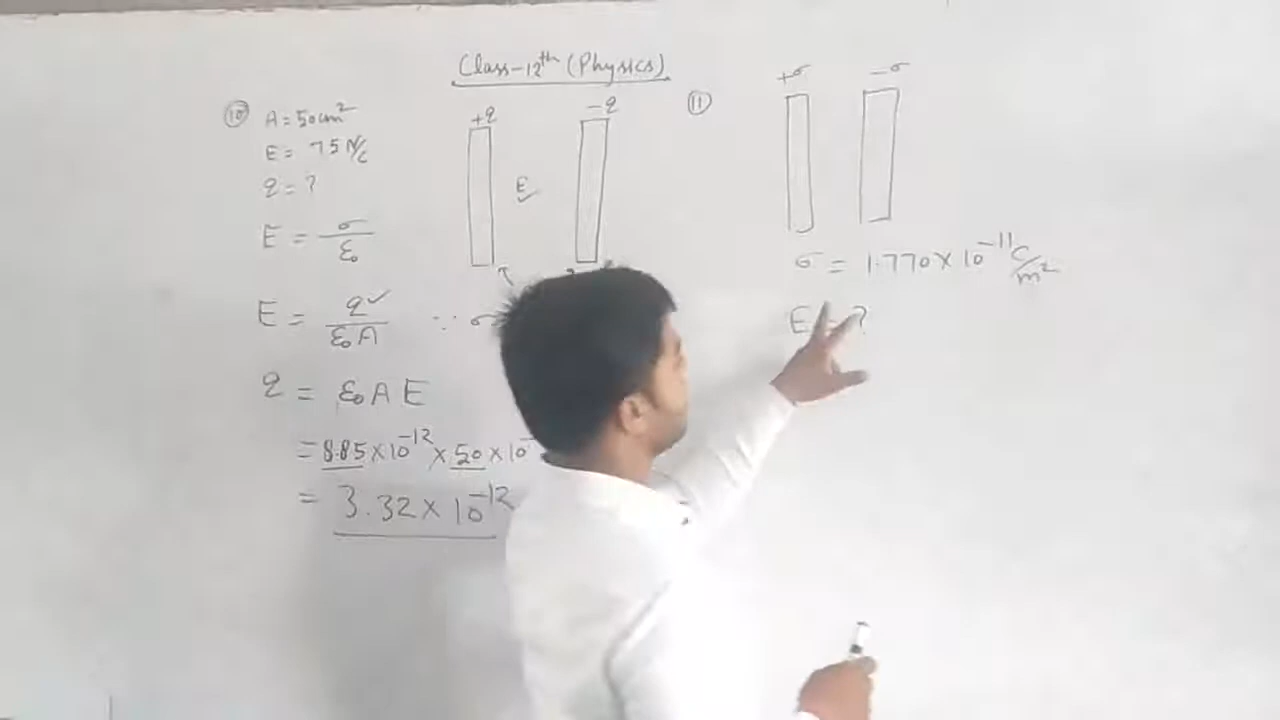 Class-12th (Physics)
10 A = 50cm²
E = 75 N/C
q = ?
E = σ/ε₀
E = q/ε₀A ∵ σ
q = ε₀ A E
= 8.85 × 10⁻¹² × 50 × 10⁻
= 3.32 × 10⁻¹²
+q -q
E
11
+σ -σ
σ = 1.770 × 10⁻¹¹ C/m²
E = ?